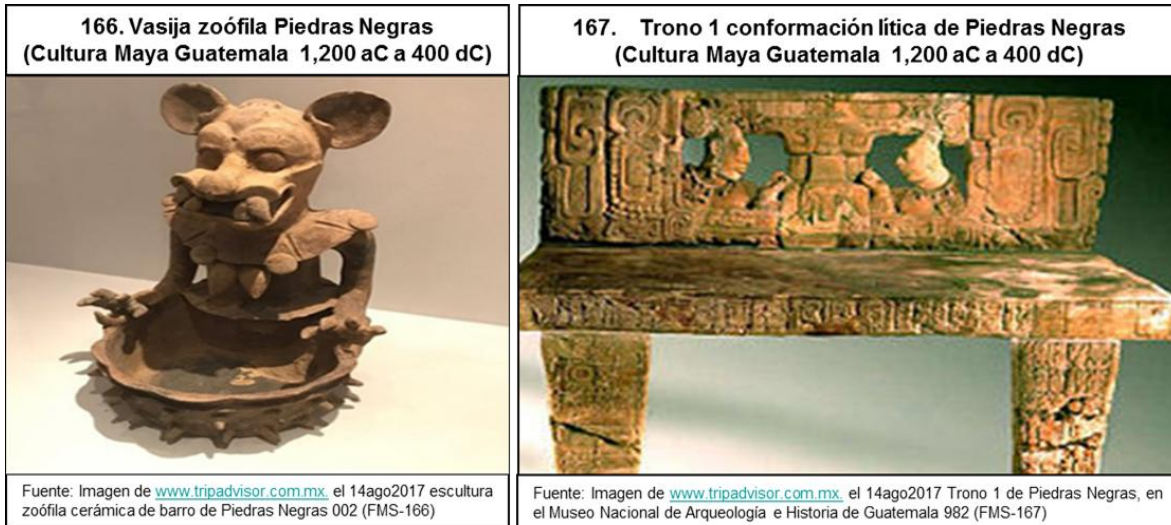 166. Vasija zoófila Piedras Negras
(Cultura Maya Guatemala 1,200 aC a 400 dC)
Fuente: Imagen de www.tripadvisor.com.mx. el 14ago2017 escultura
zoófila cerámica de barro de Piedras Negras 002 (FMS-166)
167. Trono 1 conformación lítica de Piedras Negras
(Cultura Maya Guatemala 1,200 aC a 400 dC)
Fuente: Imagen de www.tripadvisor.com.mx. el 14ago2017 Trono 1 de Piedras Negras, en
el Museo Nacional de Arqueología e Historia de Guatemala 982 (FMS-167)